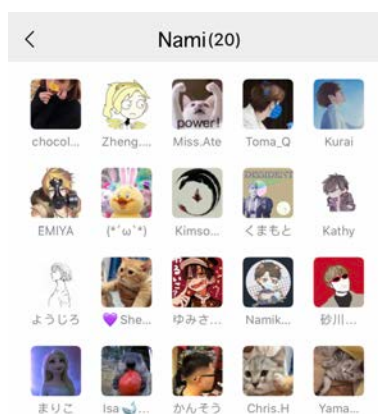 Nami(20)
power!
DISSIDENT
chocol... Zheng.... Miss.Ate Toma_Q Kurai
EMIYA (*´ω`*) Kimso... くまもと Kathy
ようじろ 💜 She... ゆみさ... Namik... 砂川...
まりこ Isa🐳... かんそう Chris.H Yama...